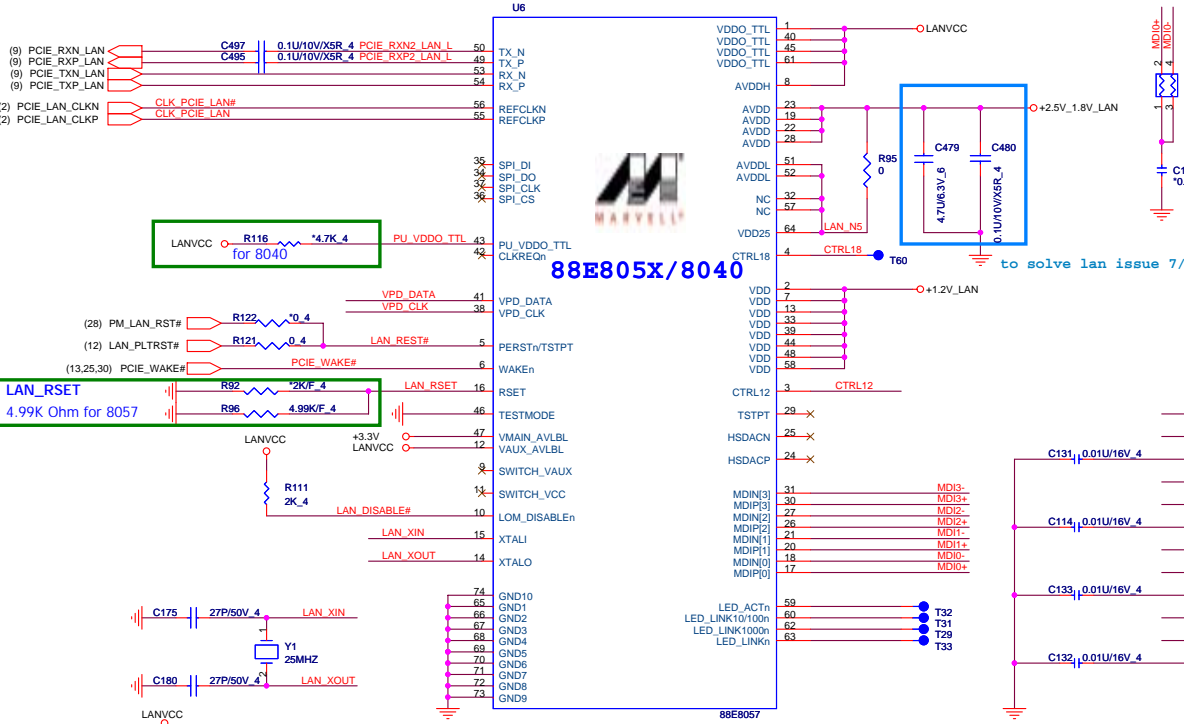 U6
(9) PCIE_RXN_LAN
(9) PCIE_RXP_LAN
(9) PCIE_TXN_LAN
(9) PCIE_TXP_LAN
2) PCIE_LAN_CLKN
2) PCIE_LAN_CLKP
C497 0.1U/10V/X5R_4 PCIE_RXN2_LAN_L
C495 0.1U/10V/X5R_4 PCIE_RXP2_LAN_L
CLK_PCIE_LAN#
CLK_PCIE_LAN
50 TX_N
49 TX_P
53 RX_N
54 RX_P
56 REFCLKN
55 REFCLKP
35 SPI_DI
34 SPI_DO
37 SPI_CLK
36 SPI_CS
LANVCC R116 *4.7K_4
for 8040
PU_VDDO_TTL 43 PU_VDDO_TTL
42 CLKREQn
VPD_DATA 41 VPD_DATA
VPD_CLK 38 VPD_CLK
(28) PM_LAN_RST# R122 *0_4
(12) LAN_PLTRST# R121 0_4 LAN_REST# 5 PERSTn/TSTPT
(13,25,30) PCIE_WAKE# PCIE_WAKE# 6 WAKEn
LAN_RSET
4.99K Ohm for 8057
R92 *2K/F_4 LAN_RSET 16 RSET
R96 4.99K/F_4
46 TESTMODE
+3.3V 47 VMAIN_AVLBL
LANVCC 12 VAUX_AVLBL
9 SWITCH_VAUX
11 SWITCH_VCC
LANVCC
R111
2K_4
LAN_DISABLE# 10 LOM_DISABLEn
LAN_XIN 15 XTALI
LAN_XOUT 14 XTALO
74 GND10
65 GND1
66 GND2
67 GND3
68 GND4
69 GND5
70 GND6
71 GND7
72 GND8
73 GND9
C175 27P/50V_4 LAN_XIN
1
Y1
25MHZ
2
C180 27P/50V_4 LAN_XOUT
LANVCC
MARVELL
88E805X/8040
88E8057
VDDO_TTL 1 LANVCC
VDDO_TTL 40
VDDO_TTL 45
VDDO_TTL 61
AVDDH 8
AVDD 23 +2.5V_1.8V_LAN
AVDD 19
AVDD 22
AVDD 28
AVDDL 51
AVDDL 52
NC 32
NC 57
VDD25 64 LAN_N5
R95
0
C479
4.7U/6.3V_6
C480
0.1U/10V/X5R_4
CTRL18 4 CTRL18 T60
to solve lan issue 7/
VDD 2 +1.2V_LAN
VDD 7
VDD 13
VDD 33
VDD 39
VDD 44
VDD 48
VDD 58
CTRL12 3 CTRL12
TSTPT 29
HSDACN 25
HSDACP 24
MDIN[3] 31 MDI3-
MDIP[3] 30 MDI3+
MDIN[2] 27 MDI2-
MDIP[2] 26 MDI2+
MDIN[1] 21 MDI1-
MDIP[1] 20 MDI1+
MDIN[0] 18 MDI0-
MDIP[0] 17 MDI0+
LED_ACTn 59 T32
LED_LINK10/100n 60 T31
LED_LINK1000n 62 T29
LED_LINKn 63 T33
MDI0+
MDI0-
2 4
1 3
C1
*0.
C131 0.01U/16V_4
C114 0.01U/16V_4
C133 0.01U/16V_4
C132 0.01U/16V_4